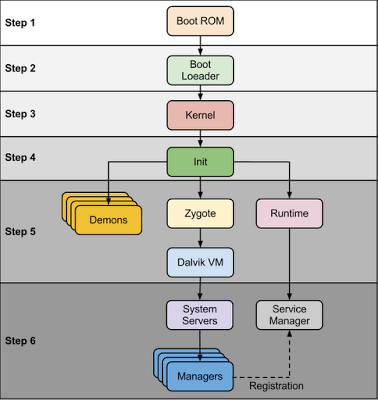 Step 1
Boot ROM
Step 2
Boot
Loeader
Step 3
Kernel
Step 4
Init
Step 5
Demons
Zygote
Runtime
Dalvik VM
Step 6
System
Servers
Service
Manager
Managers
Registration